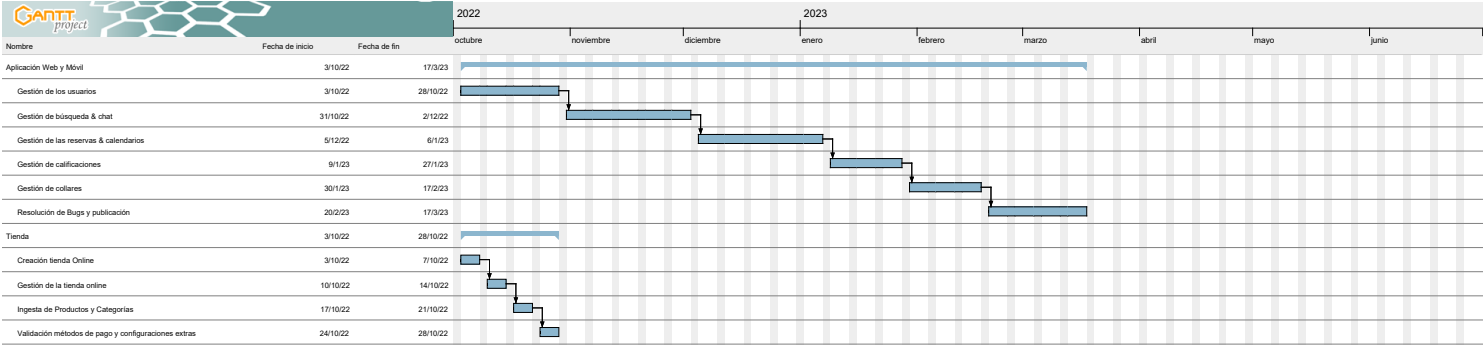 GANTT
project
2022 2023
octubre noviembre diciembre enero febrero marzo abril mayo junio
Nombre Fecha de inicio Fecha de fin
Aplicación Web y Móvil 3/10/22 17/3/23
Gestión de los usuarios 3/10/22 28/10/22
Gestión de búsqueda & chat 31/10/22 2/12/22
Gestión de las reservas & calendarios 5/12/22 6/1/23
Gestión de calificaciones 9/1/23 27/1/23
Gestión de collares 30/1/23 17/2/23
Resolución de Bugs y publicación 20/2/23 17/3/23
Tienda 3/10/22 28/10/22
Creación tienda Online 3/10/22 7/10/22
Gestión de la tienda online 10/10/22 14/10/22
Ingesta de Productos y Categorías 17/10/22 21/10/22
Validación métodos de pago y configuraciones extras 24/10/22 28/10/22